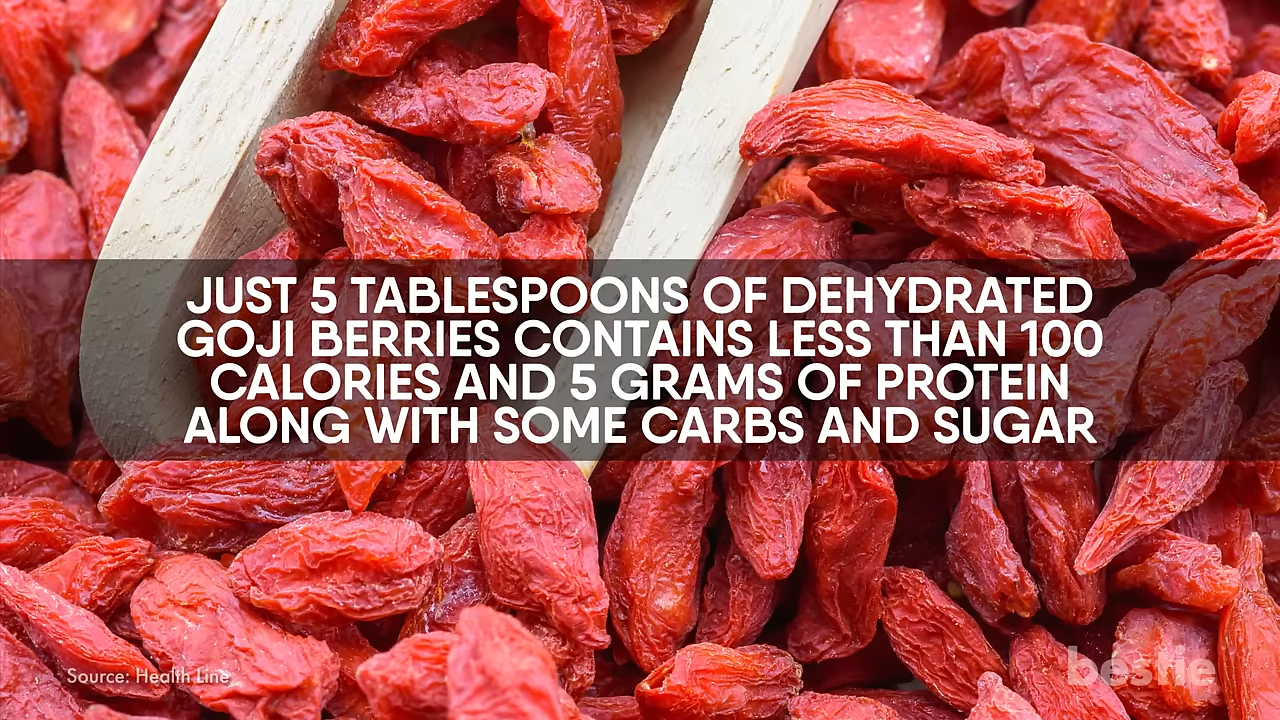 JUST 5 TABLESPOONS OF DEHYDRATED
GOJI BERRIES CONTAINS LESS THAN 100
CALORIES AND 5 GRAMS OF PROTEIN
ALONG WITH SOME CARBS AND SUGAR
Source: Health Line
béstie